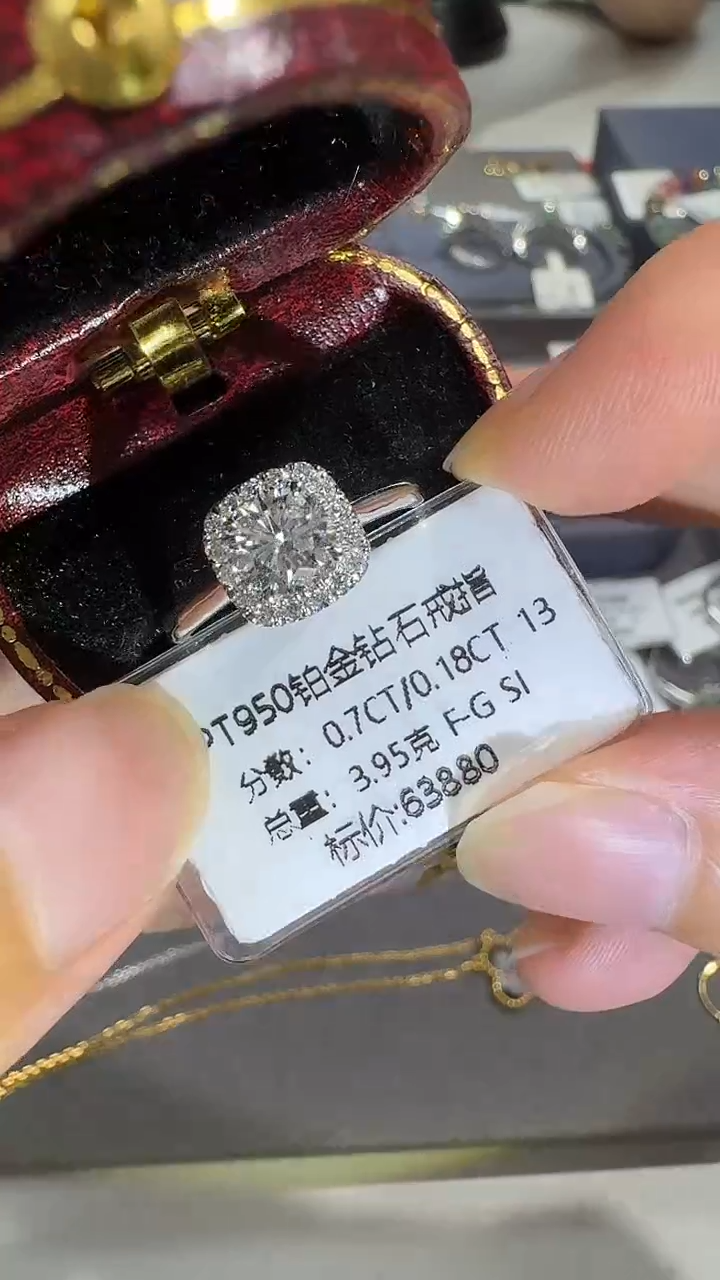 PT950铂金钻石戒指
分数：0.7CT/0.18CT 13
总重：3.95克 F-G SI
标价:63880